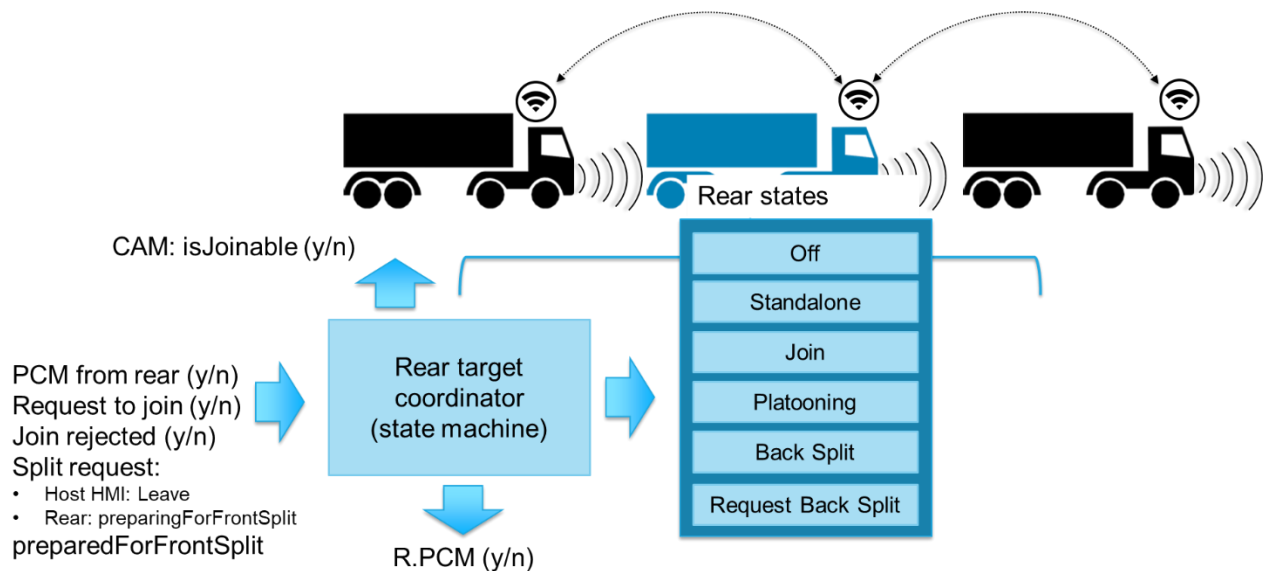 Rear states
CAM: isJoinable (y/n)
Off
Standalone
Join
Platooning
Back Split
Request Back Split
PCM from rear (y/n)
Request to join (y/n)
Join rejected (y/n)
Split request:
• Host HMI: Leave
• Rear: preparingForFrontSplit
preparedForFrontSplit
Rear target
coordinator
(state machine)
R.PCM (y/n)